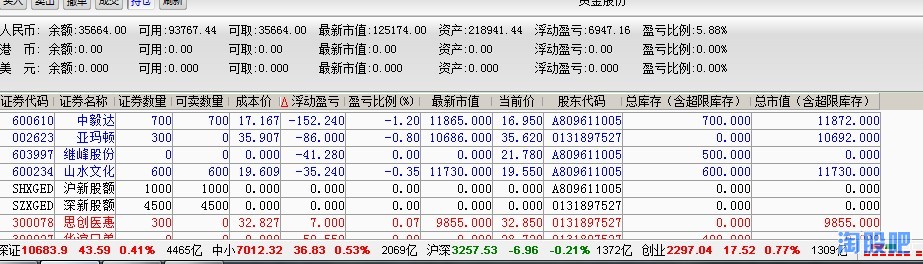 买入 卖出 撤单 成交 持仓 刷新 资金股份
人民币: 余额:35664.00 可用:93767.44 可取:35664.00 最新市值:125174.00 资产:218941.44 浮动盈亏:6947.16 盈亏比例:5.88%
港 币: 余额:0.00 可用:0.00 可取:0.00 最新市值:0.00 资产:0.00 浮动盈亏:0.00 盈亏比例:0.00%
美 元: 余额:0.000 可用:0.000 可取:0.000 最新市值:0.000 资产:0.000 浮动盈亏:0.000 盈亏比例:0.00%
证券代码 证券名称 证券数量 可卖数量 成本价 △ 浮动盈亏 盈亏比例(%) 最新市值 当前价 股东代码 总库存（含超限库存） 总市值（含超限库存）
600610 中毅达 700 700 17.167 -152.240 -1.20 11865.000 16.950 A809611005 700.000 11872.000
002623 亚玛顿 300 0 35.907 -86.000 -0.80 10686.000 35.620 0131897527 0.000 10692.000
603997 继峰股份 0 0 0.000 -41.280 0.00 0.000 21.780 A809611005 500.000 0.000
600234 山水文化 600 600 19.609 -35.240 -0.35 11730.000 19.550 A809611005 600.000 11730.000
SHXGED 沪新股额 1000 1000 0.000 0.000 0.00 0.000 0.000 A809611005 0.000 0.000
SZXGED 深新股额 4500 4500 0.000 0.000 0.00 0.000 0.000 0131897527 0.000 0.000
300078 思创医惠 300 0 32.827 7.000 0.07 9855.000 32.850 0131897527 0.000 9855.000
深证10683.9 43.59 0.41% 4465亿 中小7012.32 36.83 0.53% 2069亿 沪深3257.53 -6.96 -0.21% 1372亿 创业2297.04 17.52 0.77% 1309亿
淘股吧